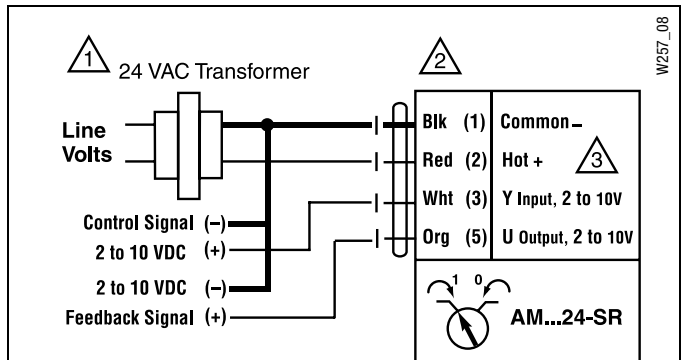 W257_08
1
24 VAC Transformer
2
Line
Volts
Blk (1) Common –
Red (2) Hot +
3
Wht (3) Y Input, 2 to 10V
Org (5) U Output, 2 to 10V
Control Signal (–)
2 to 10 VDC (+)
2 to 10 VDC (–)
Feedback Signal (+)
1 0
AM...24-SR